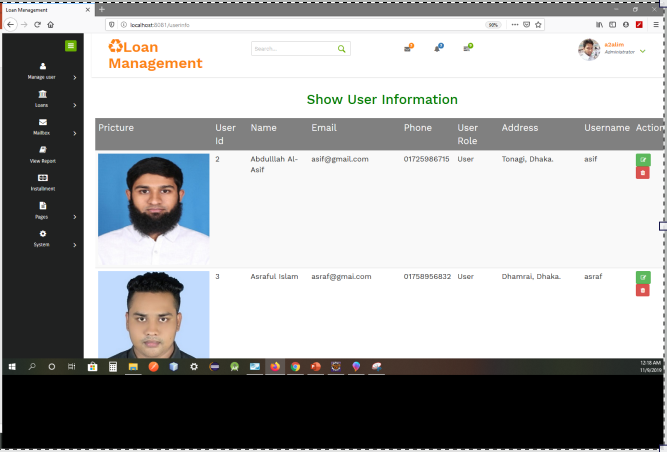 Loan Management
localhost:8081/userinfo
90%
Loan
Management
Search...
a2alim
Administrator
Manage user
Loans
Mailbox
View Report
Installment
Pages
System
Show User Information
Pricture User Id Name Email Phone User Role Address Username Action
2 Abdulllah Al-Asif asif@gmail.com 01725986715 User Tonagi, Dhaka. asif
3 Asraful Islam asraf@gmai.com 01758956832 User Dhamrai, Dhaka. asraf
12:18 AM
11/9/2019